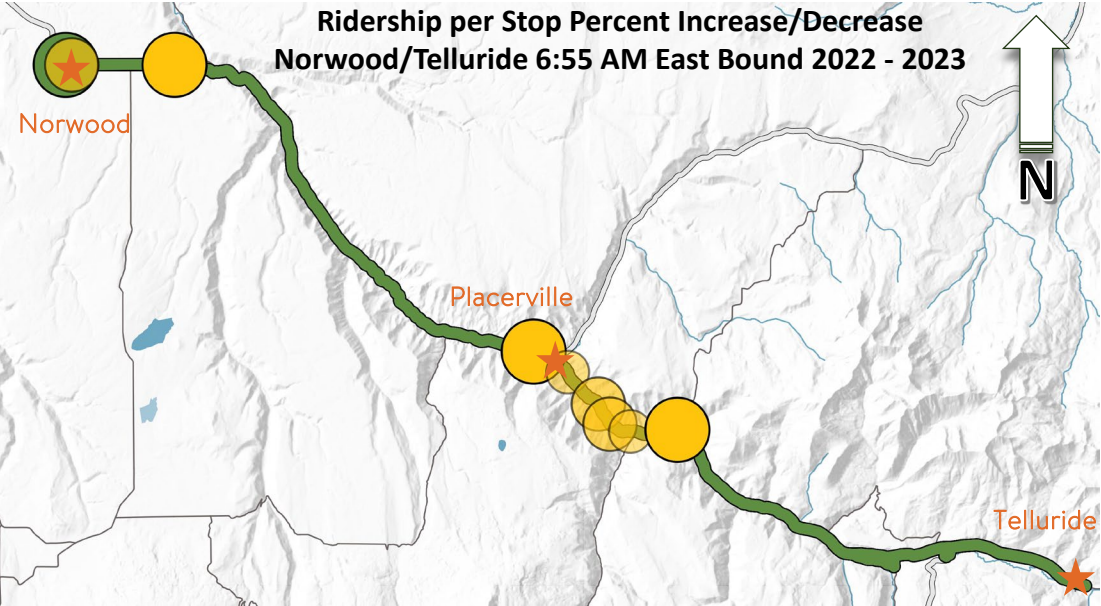 Ridership per Stop Percent Increase/Decrease
Norwood/Telluride 6:55 AM East Bound 2022 - 2023
Norwood
N
Placerville
Telluride